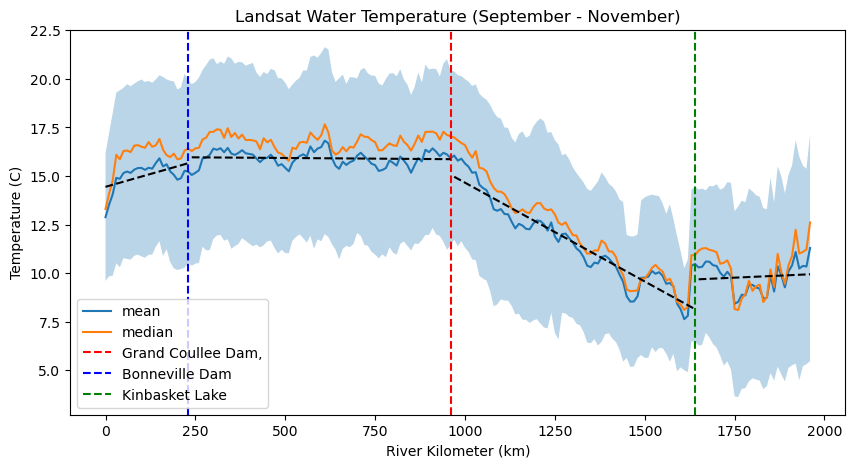 Landsat Water Temperature (September - November)
22.5
20.0
17.5
15.0
12.5
10.0
7.5
5.0
Temperature (C)
mean
median
Grand Coullee Dam,
Bonneville Dam
Kinbasket Lake
0
250
500
750
1000
1250
1500
1750
2000
River Kilometer (km)